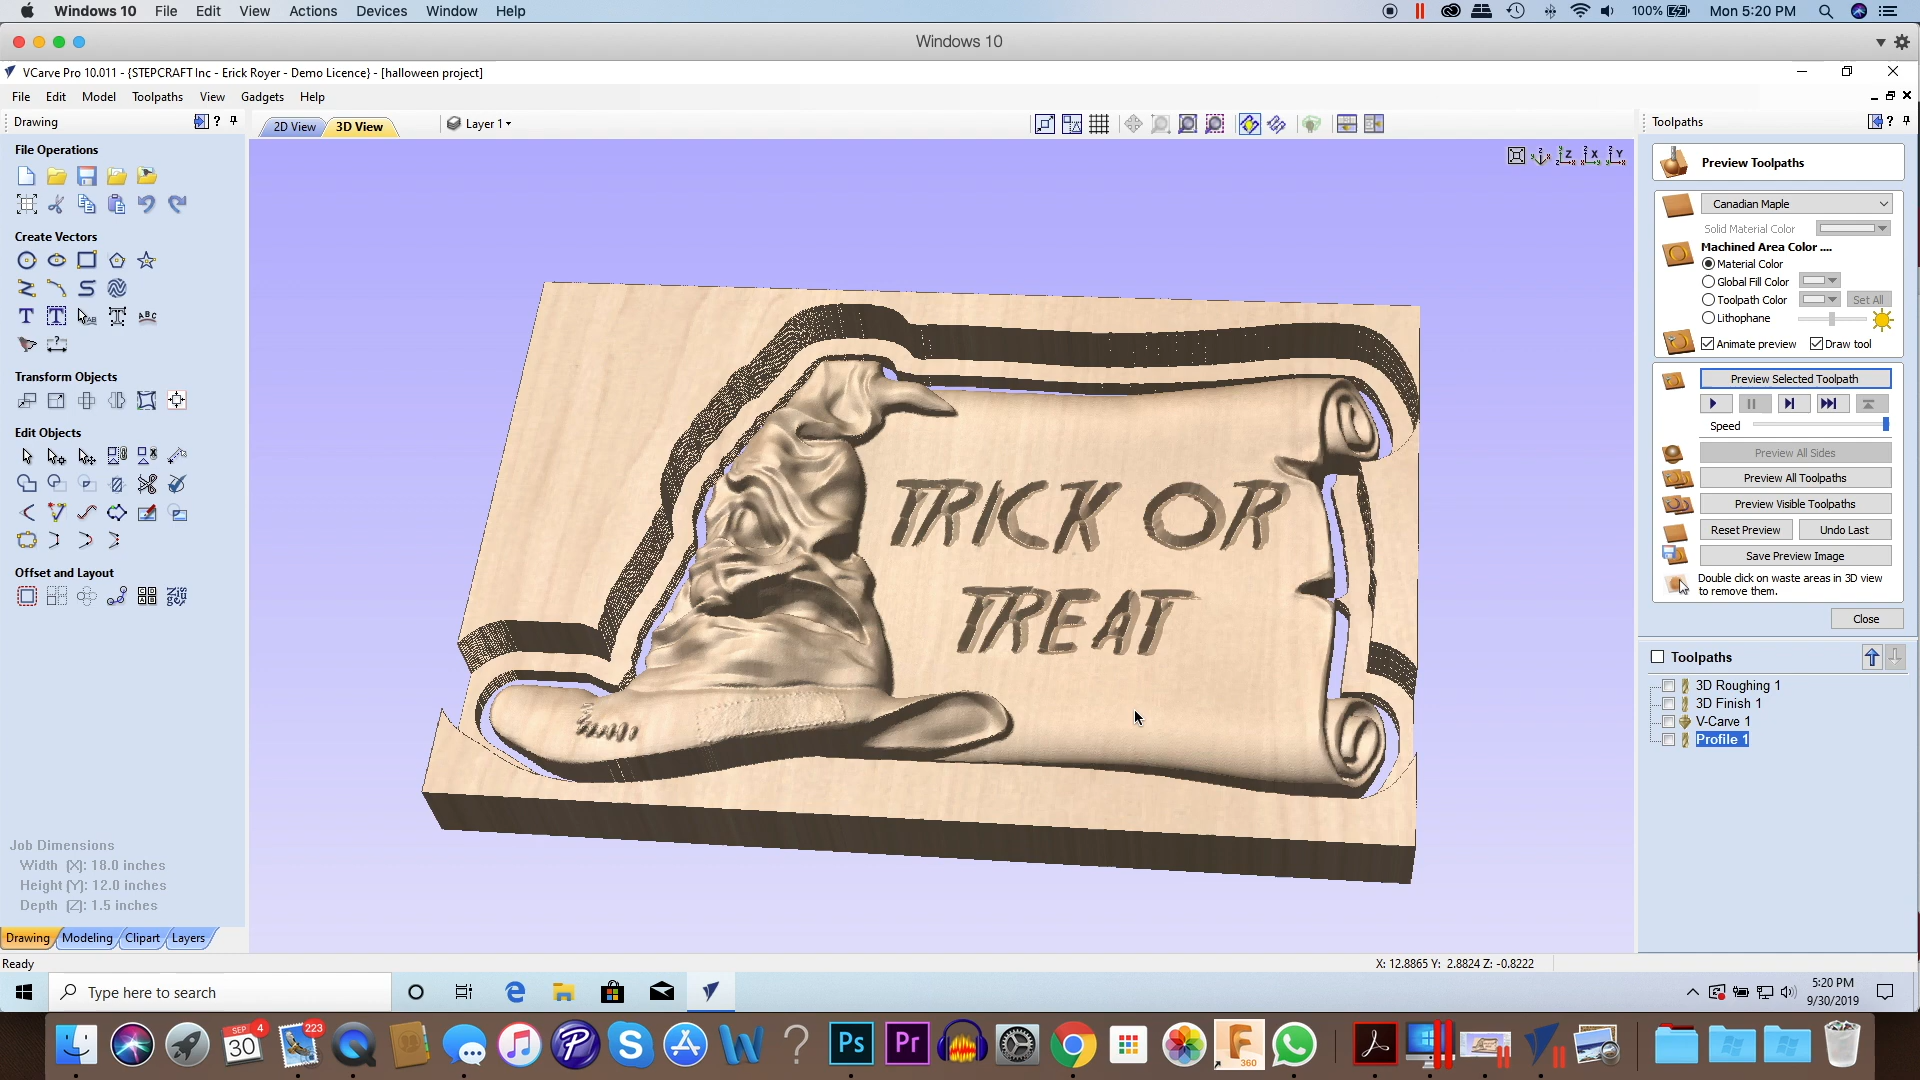 Windows 10 File Edit View Actions Devices Window Help 100% Mon 5:20 PM
Windows 10
VCarve Pro 10.011 - {STEPCRAFT Inc - Erick Royer - Demo Licence} - [halloween project]
File Edit Model Toolpaths View Gadgets Help
Drawing
2D View 3D View Layer 1
Toolpaths
File Operations
Create Vectors
Transform Objects
Edit Objects
Offset and Layout
Job Dimensions
Width (X): 18.0 inches
Height (Y): 12.0 inches
Depth (Z): 1.5 inches
Drawing Modeling Clipart Layers
Ready
TRICK OR
TREAT
Preview Toolpaths
Canadian Maple
Solid Material Color
Machined Area Color ....
Material Color
Global Fill Color
Toolpath Color Set All
Lithophane
Animate preview Draw tool
Preview Selected Toolpath
Speed
Preview All Sides
Preview All Toolpaths
Preview Visible Toolpaths
Reset Preview Undo Last
Save Preview Image
Double click on waste areas in 3D view
to remove them.
Close
Toolpaths
3D Roughing 1
3D Finish 1
V-Carve 1
Profile 1
X: 12.8865 Y: 2.8824 Z: -0.8222
Type here to search
5:20 PM
9/30/2019
SEP 4
30
223
Ps
Pr
360